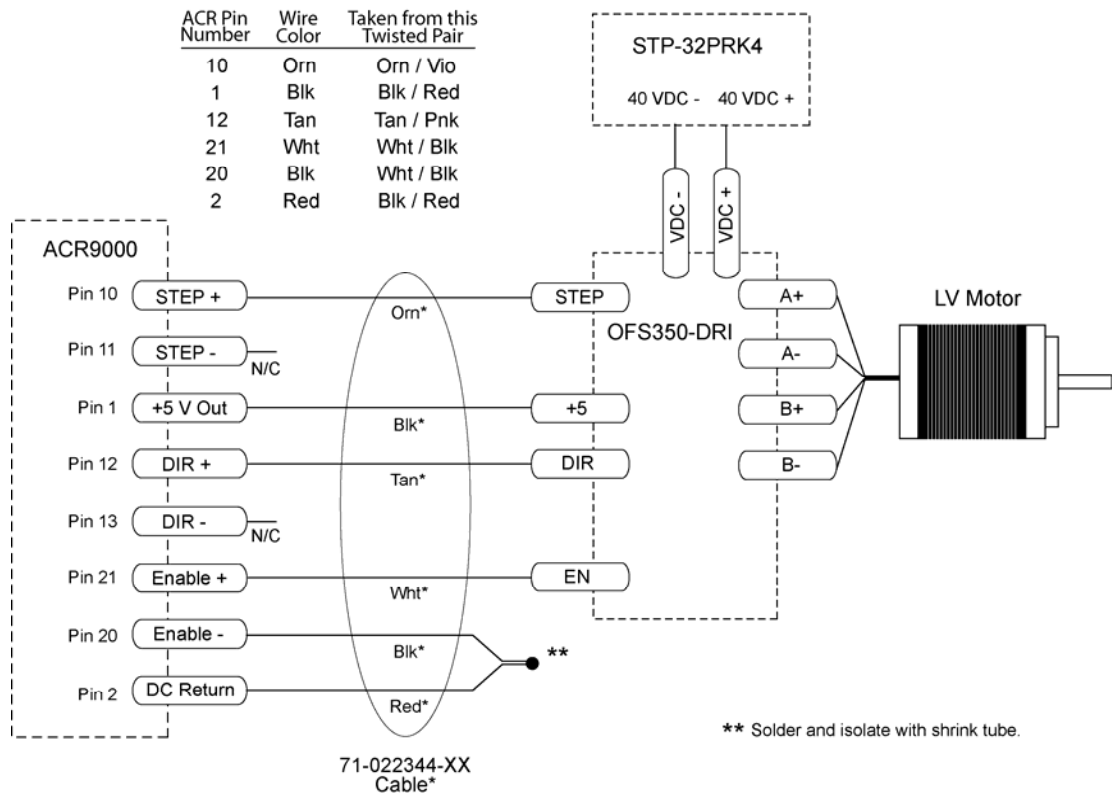 ACR Pin Number Wire Color Taken from this Twisted Pair
10 Orn Orn / Vio
1 Blk Blk / Red
12 Tan Tan / Pnk
21 Wht Wht / Blk
20 Blk Wht / Blk
2 Red Blk / Red
STP-32PRK4
40 VDC - 40 VDC +
VDC -
VDC +
ACR9000
Pin 10 STEP +
Orn*
STEP
Pin 11 STEP -
N/C
Pin 1 +5 V Out
Blk*
+5
Pin 12 DIR +
Tan*
DIR
Pin 13 DIR -
N/C
Pin 21 Enable +
Wht*
EN
Pin 20 Enable -
Blk*
**
Pin 2 DC Return
Red*
71-022344-XX
Cable*
OFS350-DRI
A+
A-
B+
B-
LV Motor
** Solder and isolate with shrink tube.